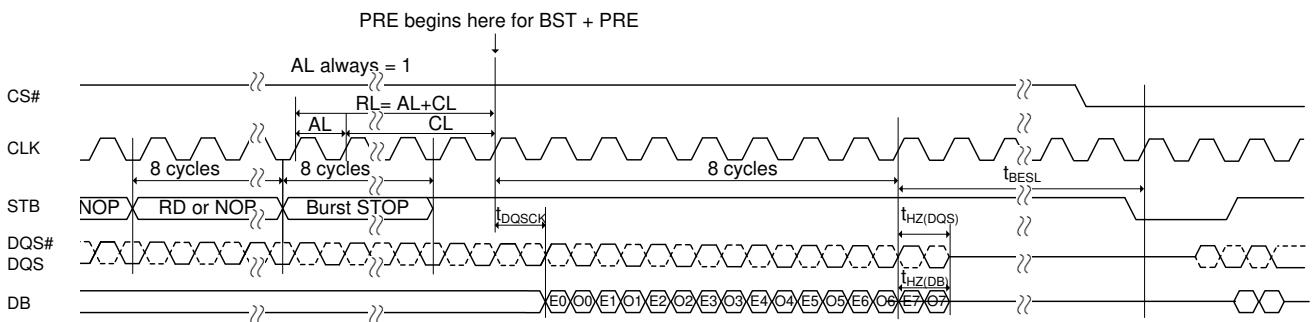 PRE begins here for BST + PRE
AL always = 1
CS#
RL= AL+CL
AL CL
CLK
8 cycles 8 cycles 8 cycles tBESL
STB NOP RD or NOP Burst STOP
tDQSCK tHZ(DQS)
DQS#
DQS
tHZ(DB)
DB E0 O0 E1 O1 E2 O2 E3 O3 E4 O4 E5 O5 E6 O6 E7 O7